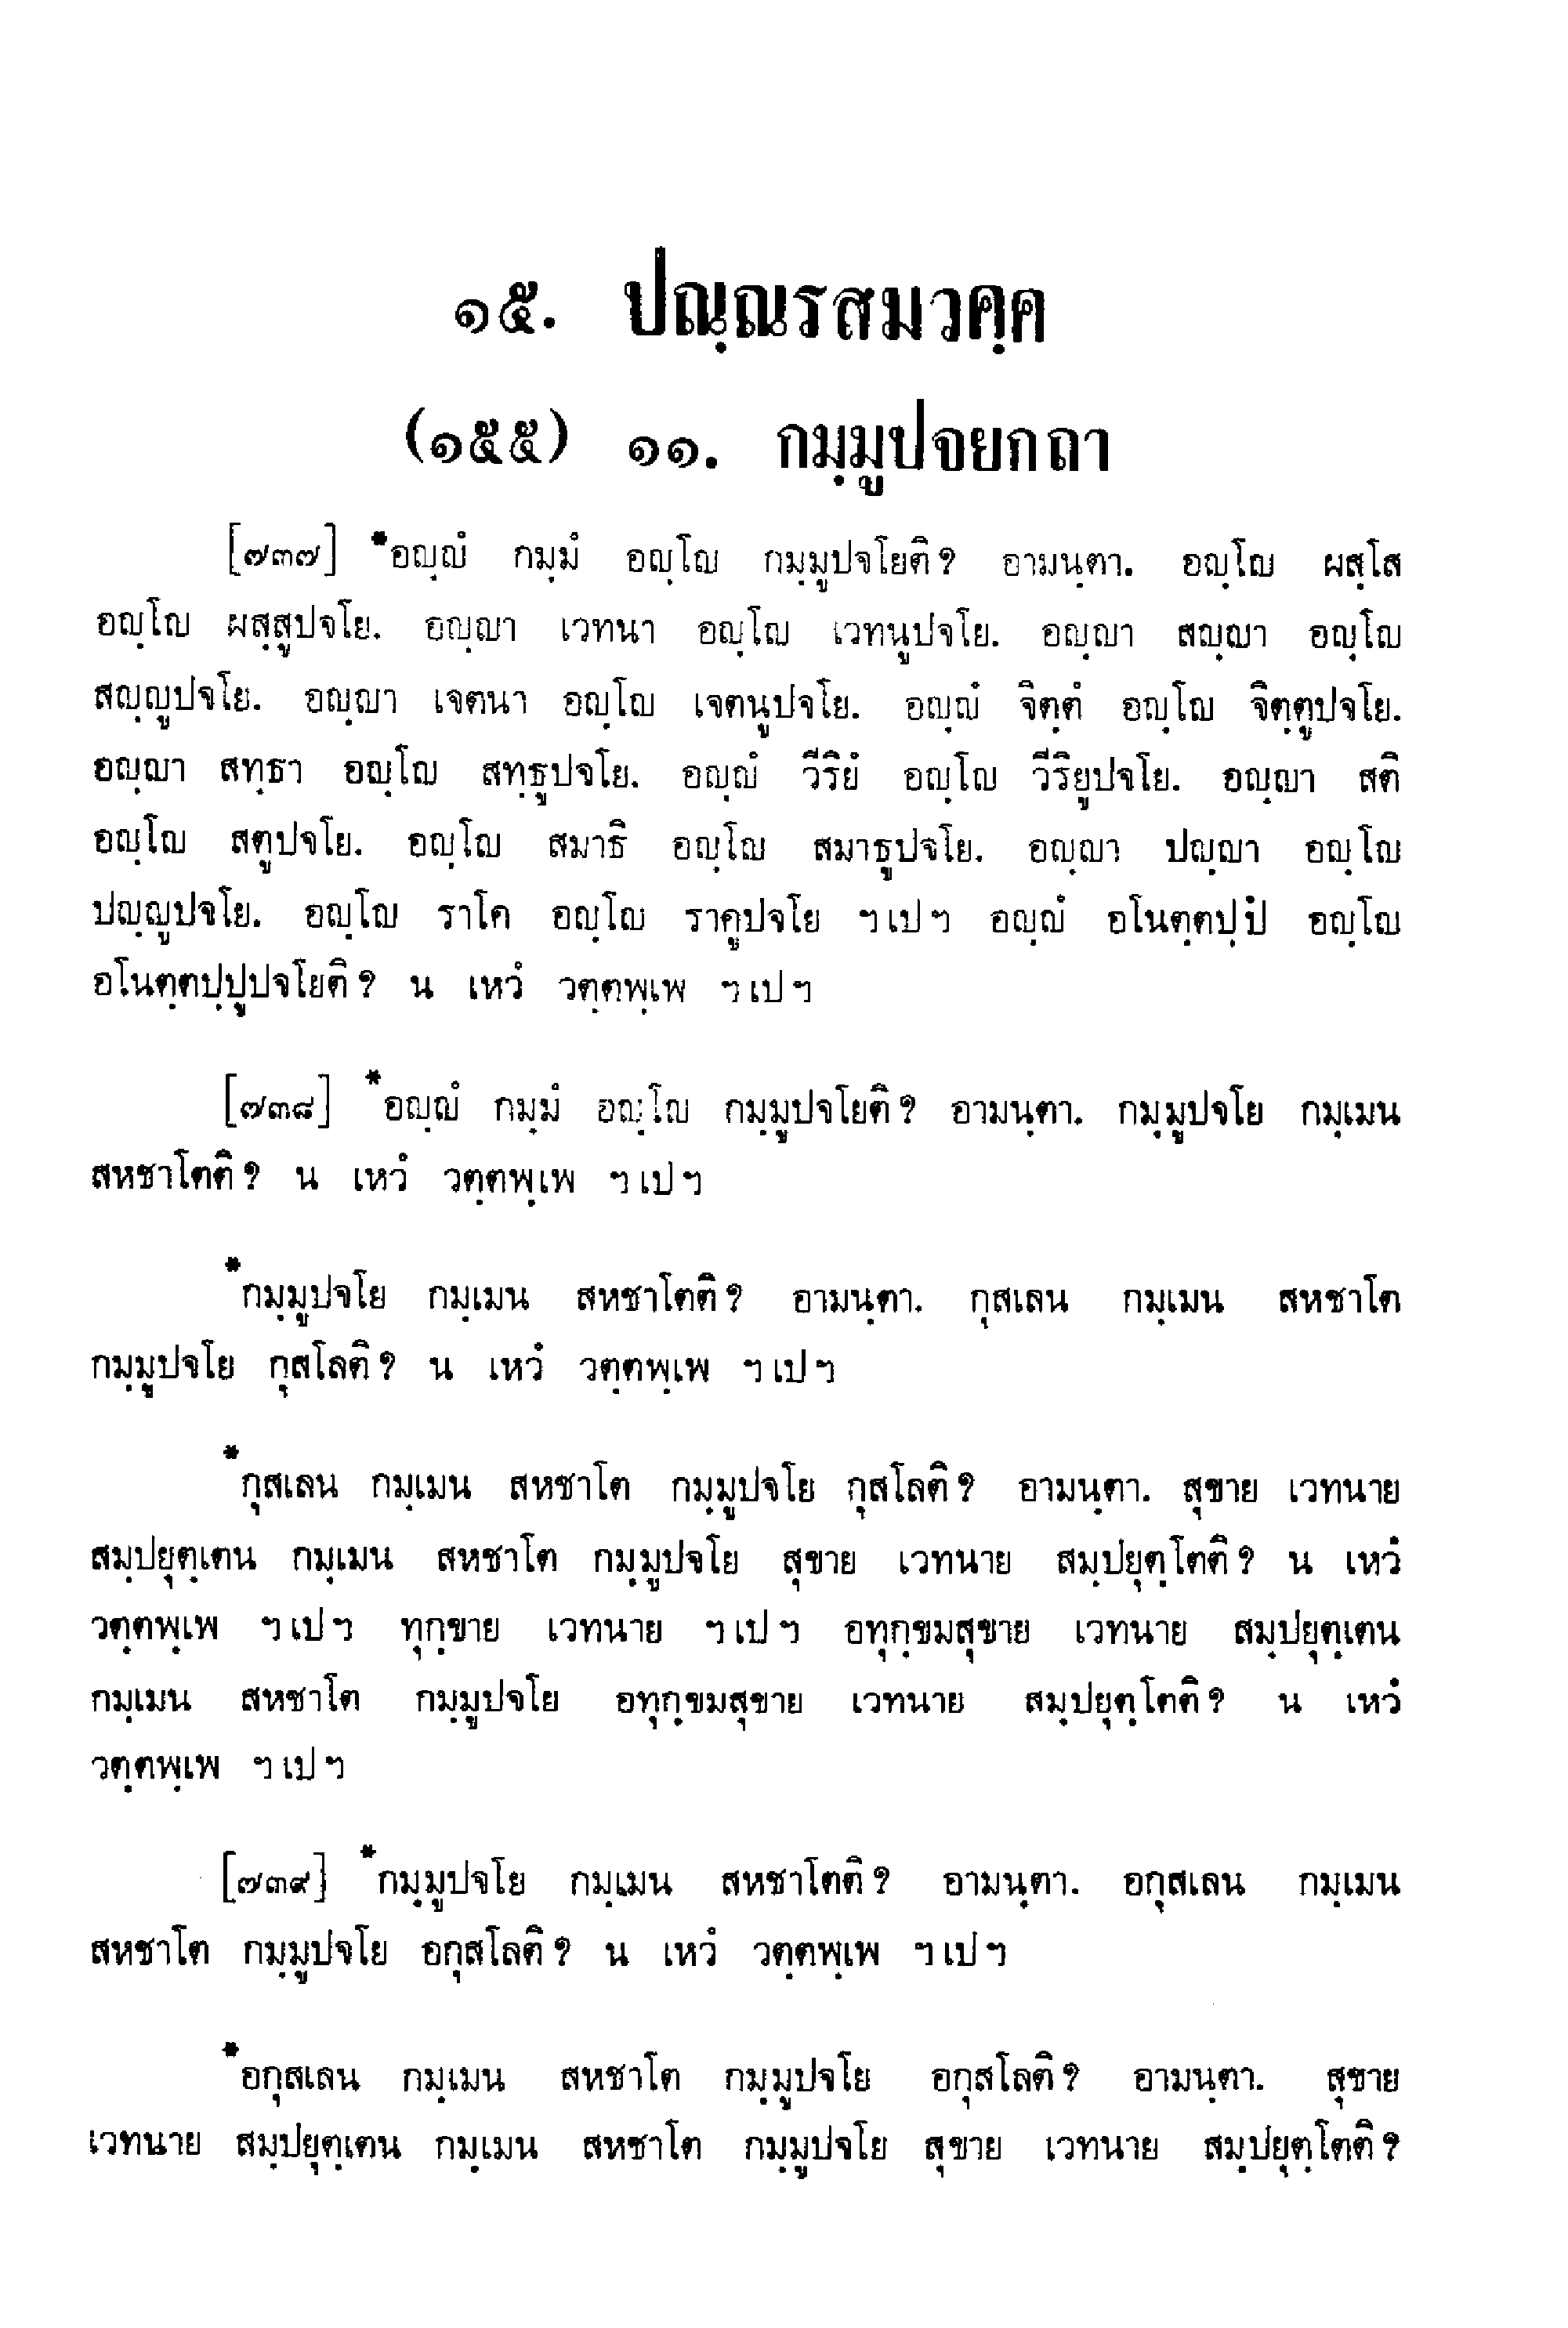 ๑๕. ปณฺณรสมวคฺค
(๑๕๕) ๑๑. กมฺมูปจยกถา
[๗๓๗] *อญฺญํ กมฺมํ อญฺโญ กมฺมูปจโยติ? อามนฺตา. อญฺโญ ผสฺโส
อญฺโญ ผสฺสูปจโย. อญฺญา เวทนา อญฺโญ เวทนูปจโย. อญฺญา สญฺญา อญฺโญ
สญฺญูปจโย. อญฺญา เจตนา อญฺโญ เจตนูปจโย. อญฺญํ จิตฺตํ อญฺโญ จิตฺตูปจโย.
อญฺญา สทฺธา อญฺโญ สทฺธูปจโย. อญฺญํ วีริยํ อญฺโญ วีริยูปจโย. อญฺญา สติ
อญฺโญ สตูปจโย. อญฺโญ สมาธิ อญฺโญ สมาธูปจโย. อญฺญา ปญฺญา อญฺโญ
ปญฺญูปจโย. อญฺโญ ราโค อญฺโญ ราคูปจโย ฯเปฯ อญฺญํ อโนตฺตปฺปํ อญฺโญ
อโนตฺตปฺปูปจโยติ? น เหวํ วตฺตพฺเพ ฯเปฯ
[๗๓๘] *อญฺญํ กมฺมํ อญฺโญ กมฺมูปจโยติ? อามนฺตา. กมฺมูปจโย กมฺเมน
สหชาโตติ? น เหวํ วตฺตพฺเพ ฯเปฯ
*กมฺมูปจโย กมฺเมน สหชาโตติ? อามนฺตา. กุสเลน กมฺเมน สหชาโต
กมฺมูปจโย กุสโลติ? น เหวํ วตฺตพฺเพ ฯเปฯ
*กุสเลน กมฺเมน สหชาโต กมฺมูปจโย กุสโลติ? อามนฺตา. สุขาย เวทนาย
สมฺปยุตฺเตน กมฺเมน สหชาโต กมฺมูปจโย สุขาย เวทนาย สมฺปยุตฺโตติ? น เหวํ
วตฺตพฺเพ ฯเปฯ ทุกฺขาย เวทนาย ฯเปฯ อทุกฺขมสุขาย เวทนาย สมฺปยุตฺเตน
กมฺเมน สหชาโต กมฺมูปจโย อทุกฺขมสุขาย เวทนาย สมฺปยุตฺโตติ? น เหวํ
วตฺตพฺเพ ฯเปฯ
[๗๓๙] *กมฺมูปจโย กมฺเมน สหชาโตติ? อามนฺตา. อกุสเลน กมฺเมน
สหชาโต กมฺมูปจโย อกุสโลติ? น เหวํ วตฺตพฺเพ ฯเปฯ
*อกุสเลน กมฺเมน สหชาโต กมฺมูปจโย อกุสโลติ? อามนฺตา. สุขาย
เวทนาย สมฺปยุตฺเตน กมฺเมน สหชาโต กมฺมูปจโย สุขาย เวทนาย สมฺปยุตฺโตติ?